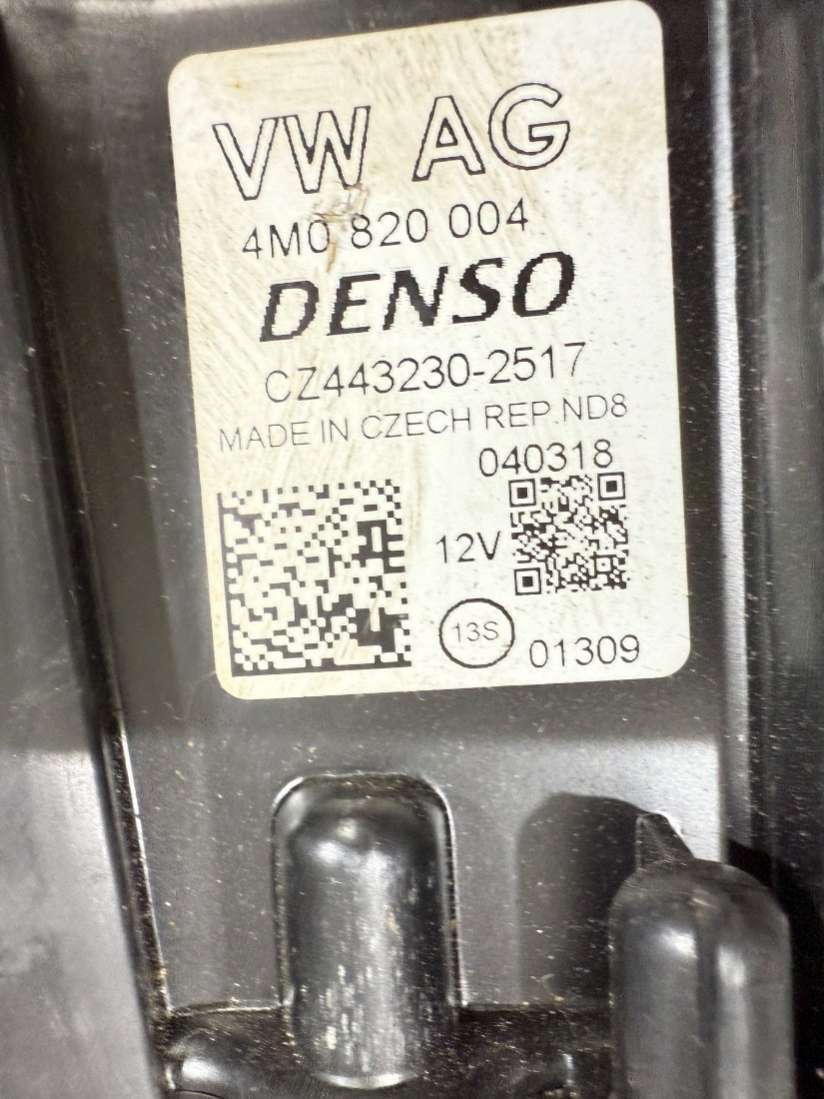 VW AG
4M0 820 004
DENSO
CZ443230-2517
MADE IN CZECH REP.ND8
040318
12V
13S
01309